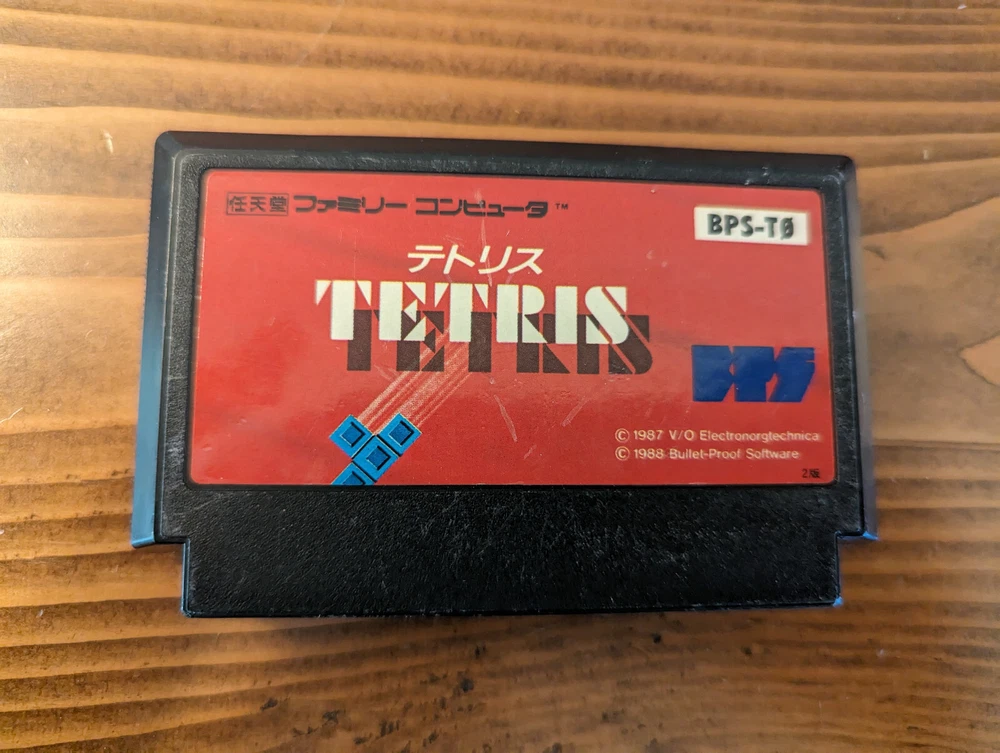 任天堂 ファミリー コンピュータ™
BPS-TØ
テトリス
TETRIS
TETRIS
BPS
© 1987 V/O Electronorgtechnica
© 1988 Bullet-Proof Software
2版